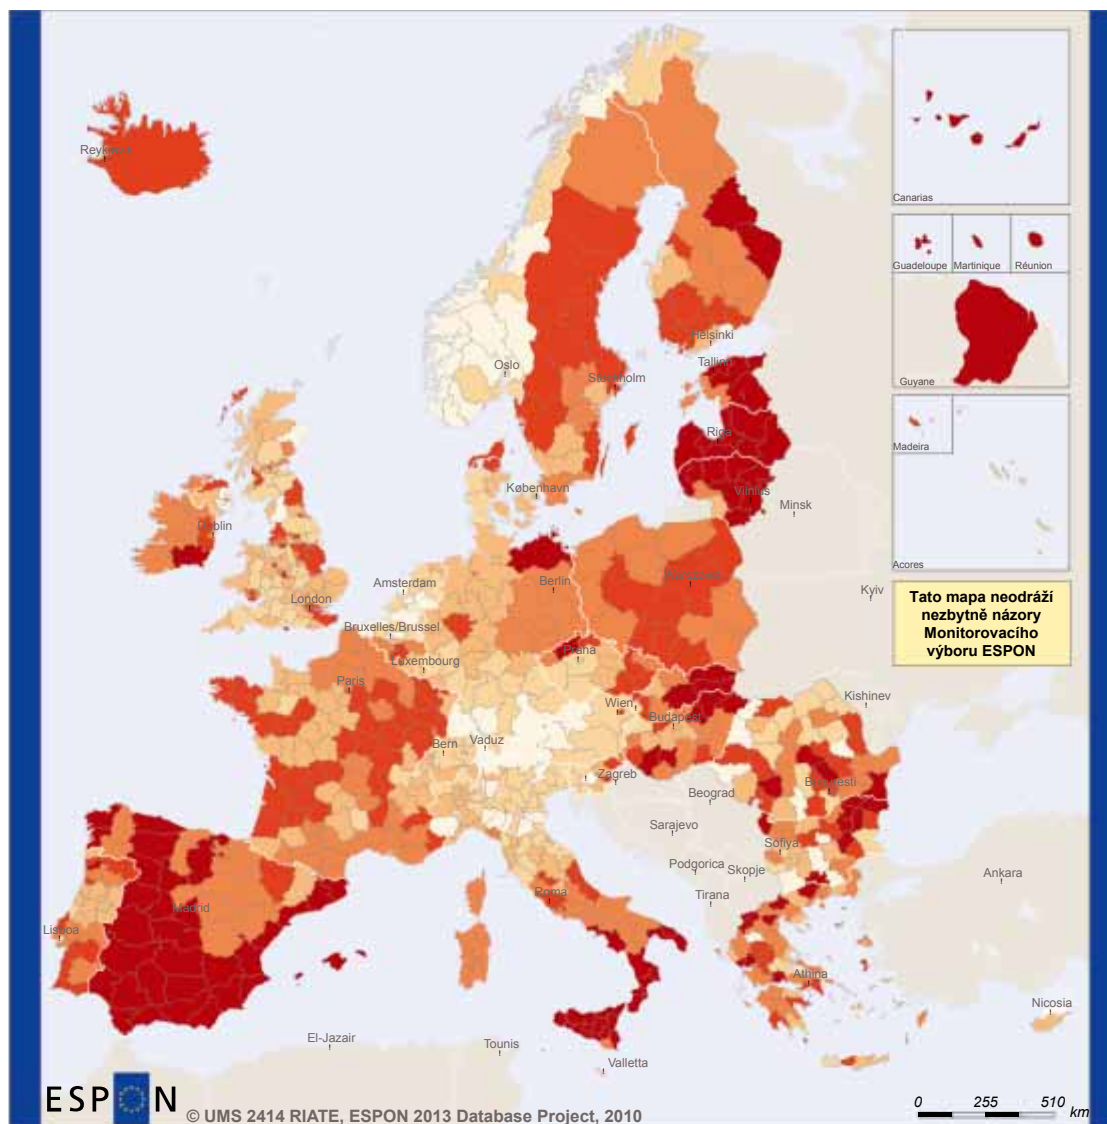 Reykjavik
Canarias
Guadeloupe
Martinique
Réunion
Guyane
Madeira
Acores
Tato mapa neodráží
nezbytně názory
Monitorovacího
výboru ESPON
Oslo
Helsinki
Tallinn
Stockholm
Riga
København
Vilnius
Minsk
Dublin
Amsterdam
Berlin
Warszawa
Kyiv
London
Bruxelles/Brussel
Luxembourg
Praha
Paris
Wien
Kishinev
Budapest
Bern
Vaduz
Zagreb
Beograd
Bucuresti
Sarajevo
Sofiya
Podgorica
Skopje
Tirana
Ankara
Roma
Madrid
Lisboa
Athina
Nicosia
El-Jazair
Tounis
Valletta
ESPON
© UMS 2414 RIATE, ESPON 2013 Database Project, 2010
0 255 510
km